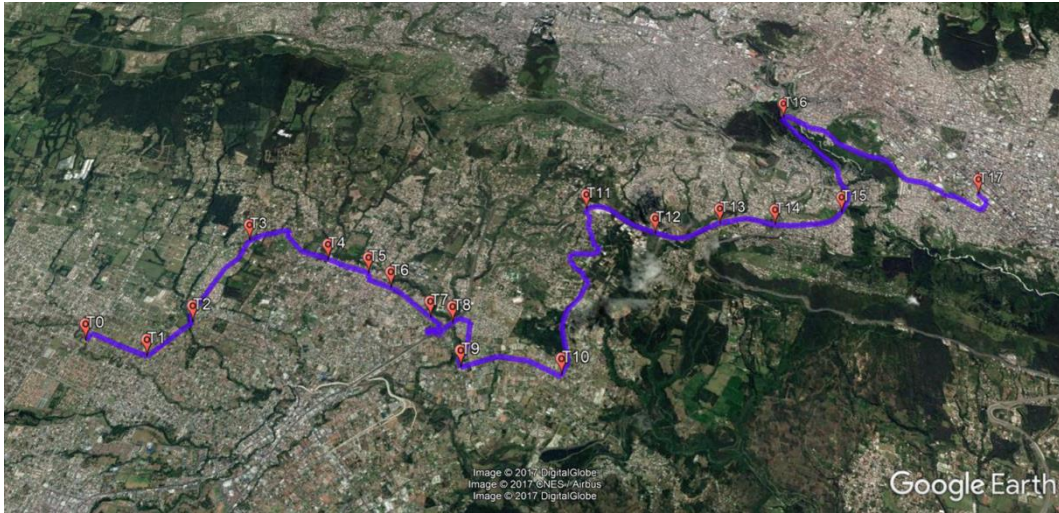 T0
T1
T2
T3
T4
T5
T6
T7
T8
T9
T10
T11
T12
T13
T14
T15
T16
T17
Image © 2017 DigitalGlobe
Image © 2017 CNES / Airbus
Image © 2017 DigitalGlobe
Google Earth